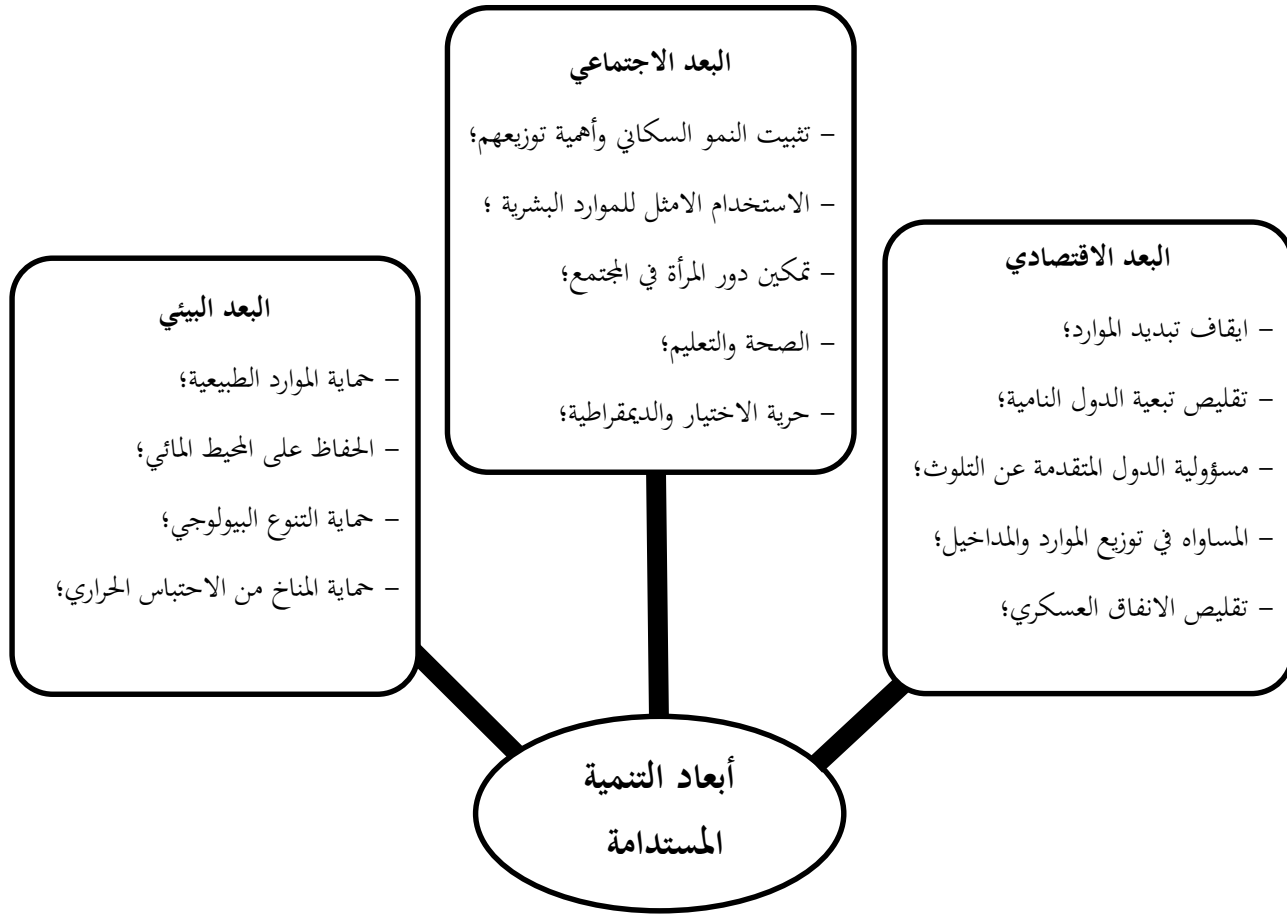 البعد الاقتصادي
- ايقاف تبديد الموارد؛
- تقليص تبعية الدول النامية؛
- مسؤولية الدول المتقدمة عن التلوث؛
- المساواه في توزيع الموارد والمداخيل؛
- تقليص الانفاق العسكري؛
البعد الاجتماعي
- تثبيت النمو السكاني وأهمية توزيعهم؛
- الاستخدام الامثل للموارد البشرية ؛
- تمكين دور المرأة في المجتمع؛
- الصحة والتعليم؛
- حرية الاختيار والديمقراطية؛
البعد البيئي
- حماية الموارد الطبيعية؛
- الحفاظ على المحيط المائي؛
- حماية التنوع البيولوجي؛
- حماية المناخ من الاحتباس الحراري؛
أبعاد التنمية
المستدامة